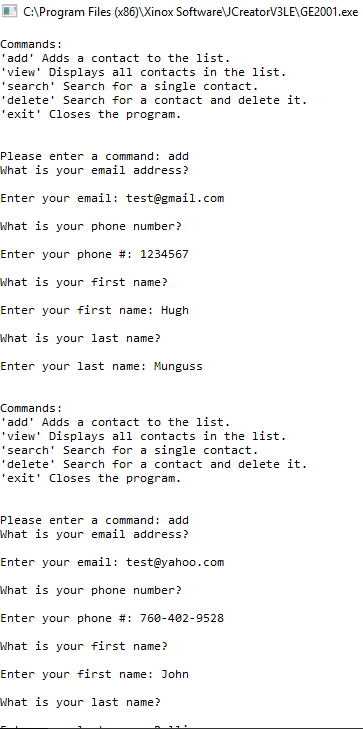 C:\Program Files (x86)\Xinox Software\JCreatorV3LE\GE2001.exe
Commands:
'add' Adds a contact to the list.
'view' Displays all contacts in the list.
'search' Search for a single contact.
'delete' Search for a contact and delete it.
'exit' Closes the program.
Please enter a command: add
What is your email address?
Enter your email: test@gmail.com
What is your phone number?
Enter your phone #: 1234567
What is your first name?
Enter your first name: Hugh
What is your last name?
Enter your last name: Munguss
Commands:
'add' Adds a contact to the list.
'view' Displays all contacts in the list.
'search' Search for a single contact.
'delete' Search for a contact and delete it.
'exit' Closes the program.
Please enter a command: add
What is your email address?
Enter your email: test@yahoo.com
What is your phone number?
Enter your phone #: 760-402-9528
What is your first name?
Enter your first name: John
What is your last name?